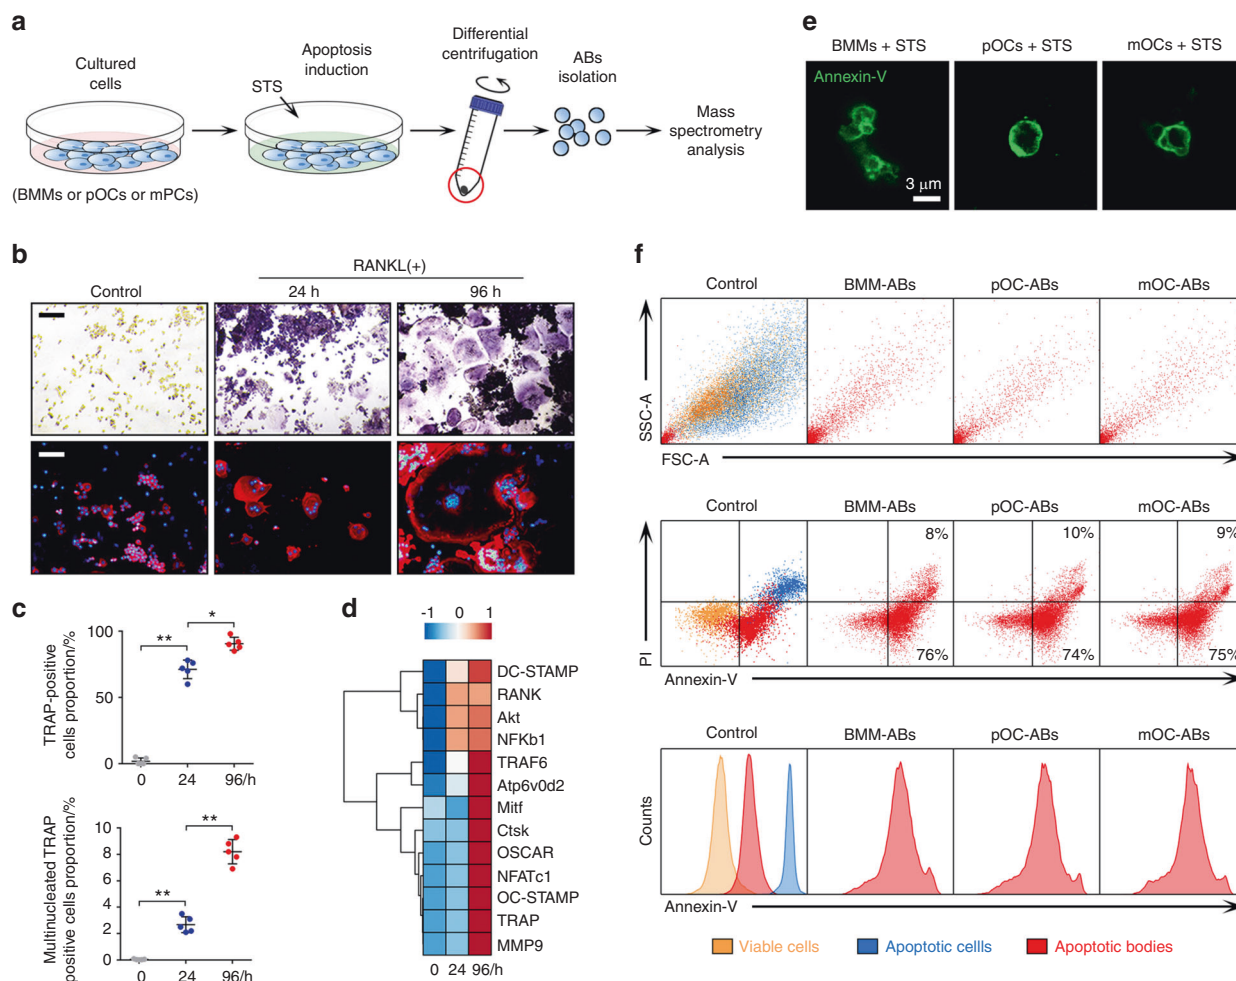 a
Cultured
cells
Apoptosis
induction
STS
Differential
centrifugation
ABs
isolation
Mass
spectrometry
analysis
(BMMs or pOCs or mPCs)
b
RANKL(+)
Control
24 h
96 h
c
TRAP-positive
cells proportion/%
100
50
0
**
*
0
24
96/h
Multinucleated TRAP
positive cells proportion/%
10
8
6
4
2
0
**
**
0
24
96/h
d
-1
0
1
DC-STAMP
RANK
Akt
NFKb1
TRAF6
Atp6v0d2
Mitf
Ctsk
OSCAR
NFATc1
OC-STAMP
TRAP
MMP9
0
24
96/h
e
BMMs + STS
pOCs + STS
mOCs + STS
Annexin-V
3 μm
f
Control
BMM-ABs
pOC-ABs
mOC-ABs
SSC-A
FSC-A
Control
BMM-ABs
pOC-ABs
mOC-ABs
8%
10%
9%
76%
74%
75%
PI
Annexin-V
Control
BMM-ABs
pOC-ABs
mOC-ABs
Counts
Annexin-V
Viable cells
Apoptotic cellls
Apoptotic bodies